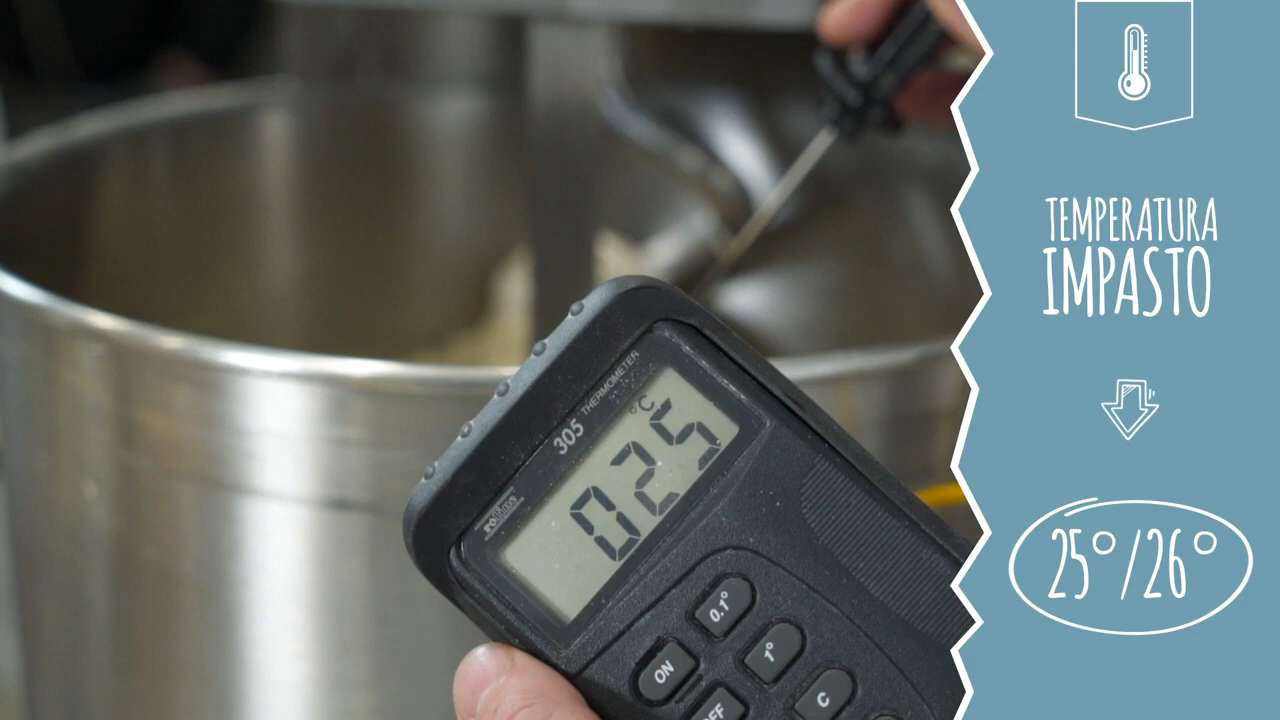 305 THERMOMETER
°C
025
0.1°
1°
ON
C
TEMPERATURA
IMPASTO
25°/26°